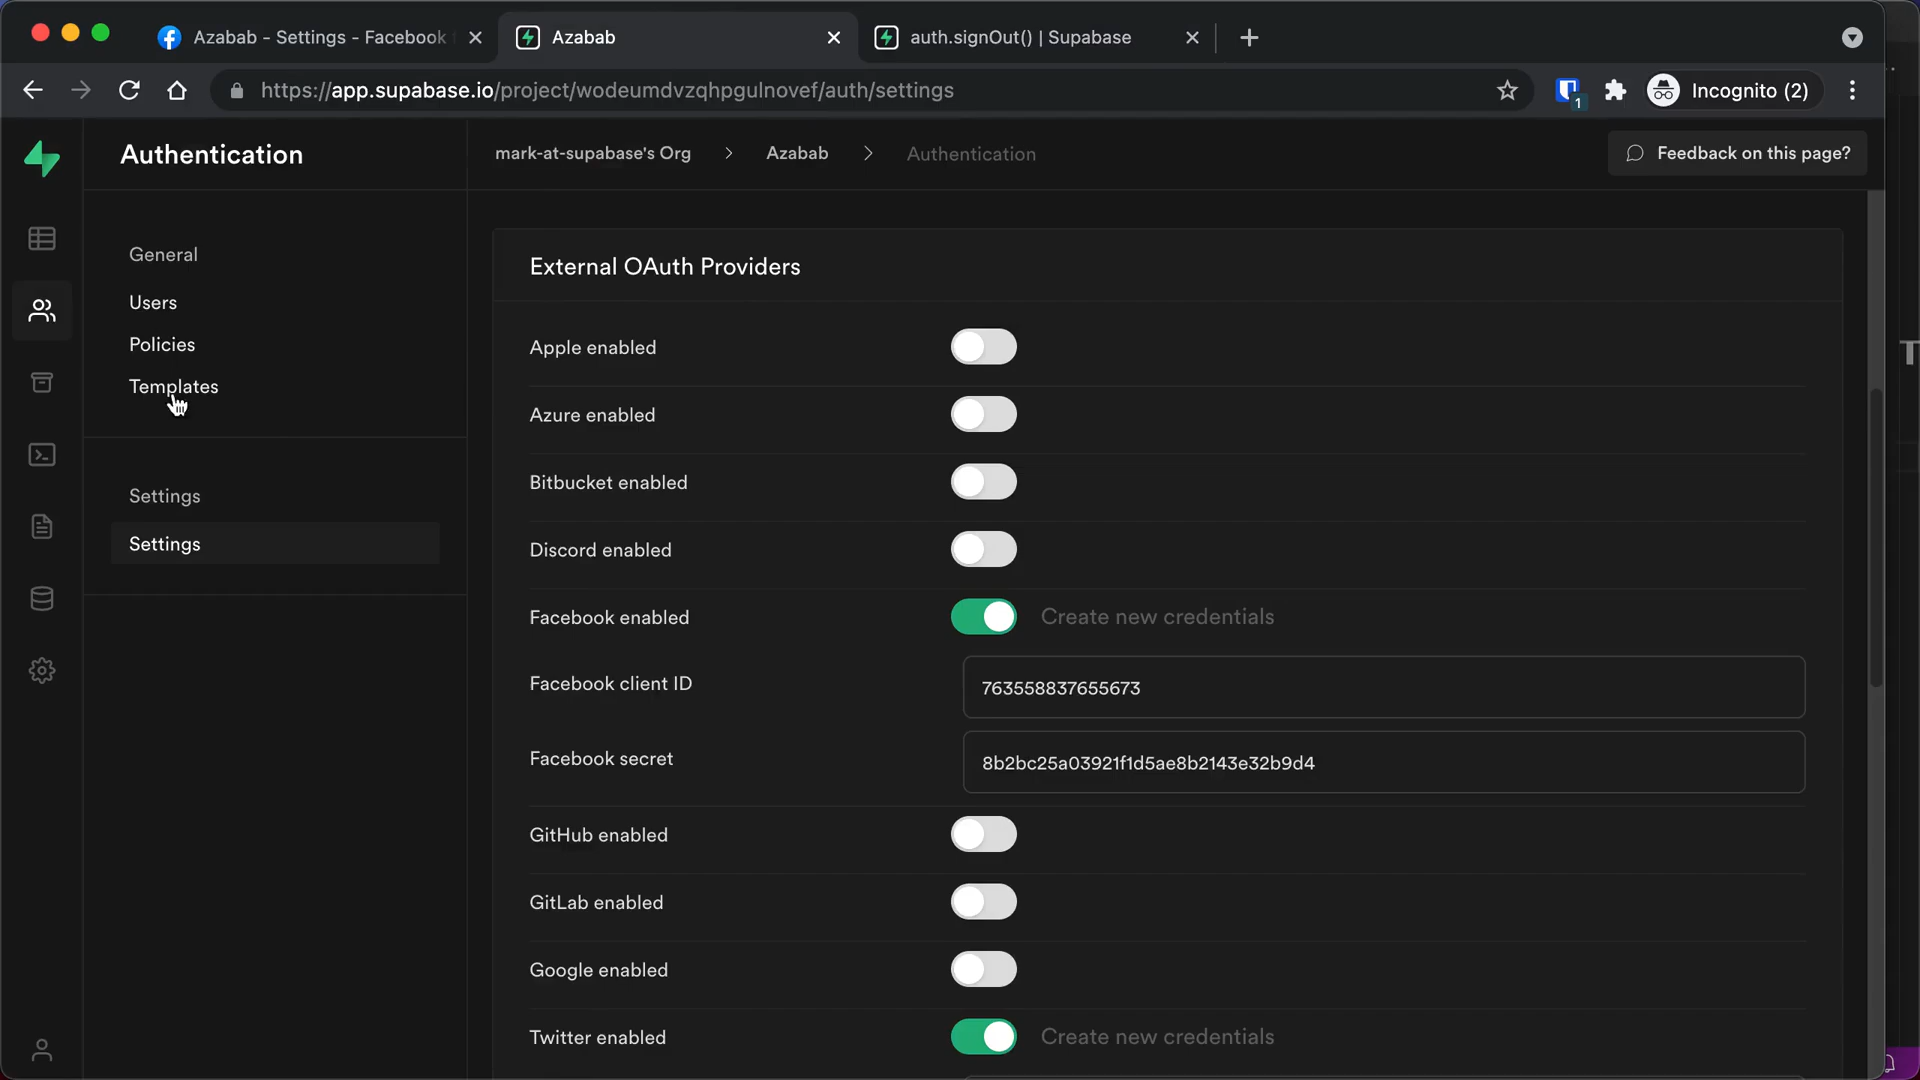 Azabab - Settings - Facebook
Azabab
auth.signOut() | Supabase
https://app.supabase.io/project/wodeumdvzqhpgulnovef/auth/settings
1
Incognito (2)
Authentication
mark-at-supabase's Org > Azabab > Authentication
Feedback on this page?
General
Users
Policies
Templates
Settings
Settings
External OAuth Providers
Apple enabled
Azure enabled
Bitbucket enabled
Discord enabled
Facebook enabled Create new credentials
Facebook client ID 763558837655673
Facebook secret 8b2bc25a03921f1d5ae8b2143e32b9d4
GitHub enabled
GitLab enabled
Google enabled
Twitter enabled Create new credentials
T